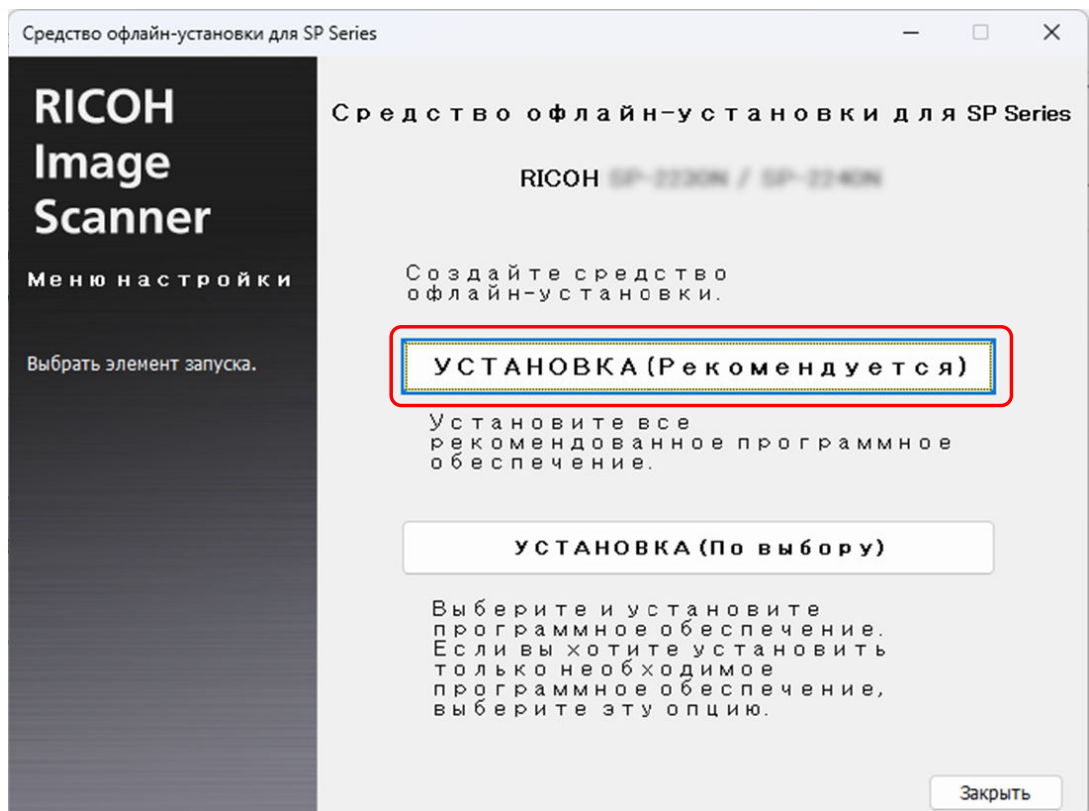 Средство офлайн-установки для SP Series
RICOH
Image
Scanner
Меню настройки
Выбрать элемент запуска.
Средство офлайн-установки для SP Series
RICOH
Создайте средство
офлайн-установки.
УСТАНОВКА(Рекомендуется)
Установите все
рекомендованное программное
обеспечение.
УСТАНОВКА(По выбору)
Выберите и установите
программное обеспечение.
Если вы хотите установить
только необходимое
программное обеспечение,
выберите эту опцию.
Закрыть